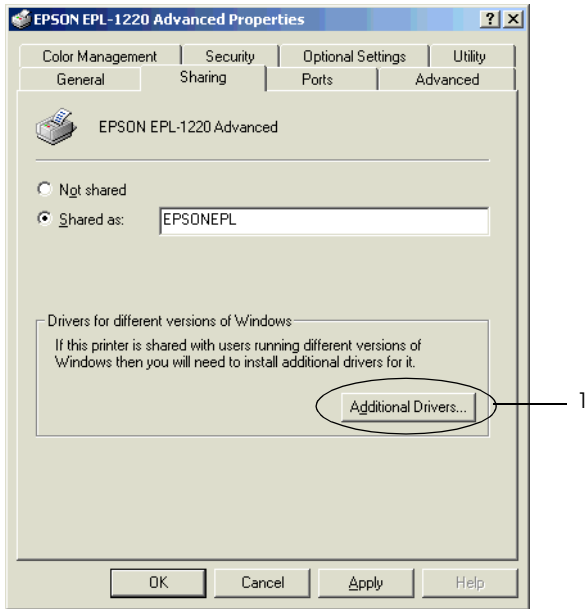 EPSON EPL-1220 Advanced Properties
Color Management Security Optional Settings Utility
General Sharing Ports Advanced
EPSON EPL-1220 Advanced
Not shared
Shared as: EPSONEPL
Drivers for different versions of Windows
If this printer is shared with users running different versions of
Windows then you will need to install additional drivers for it.
Additional Drivers... 1
OK Cancel Apply Help